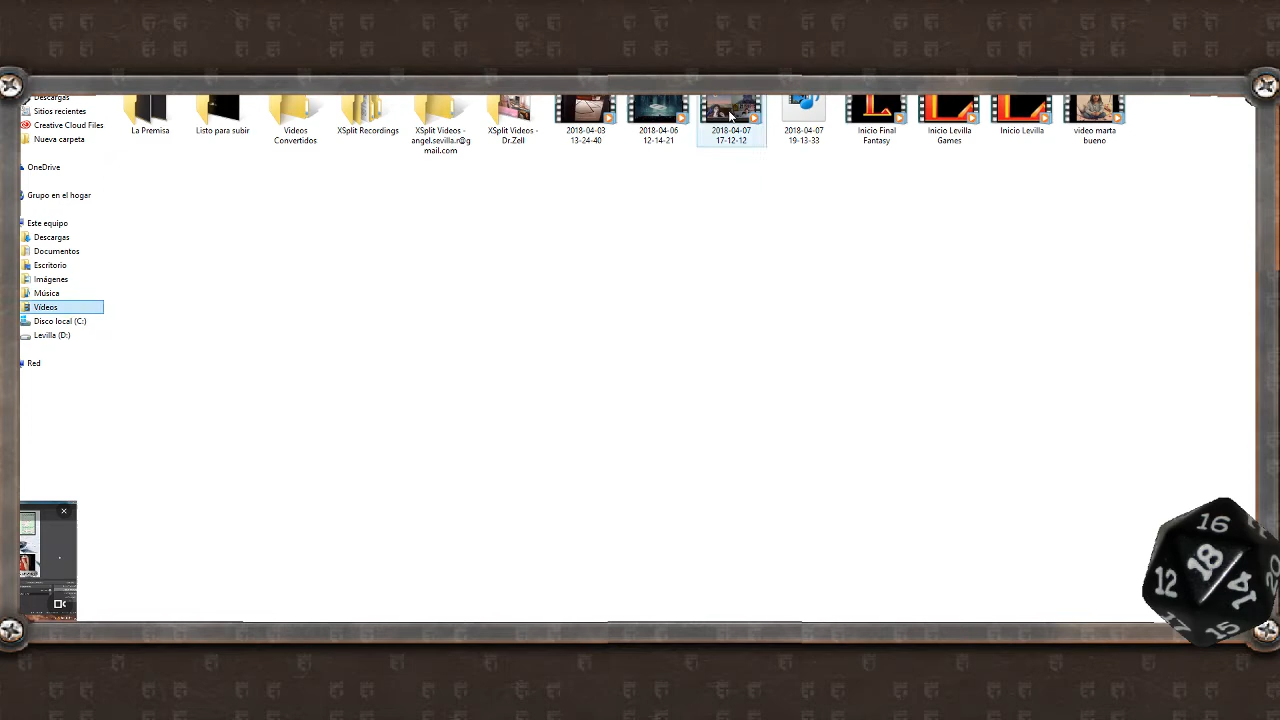 Descargas
Sitios recientes
Creative Cloud Files
Nueva carpeta
OneDrive
Grupo en el hogar
Este equipo
Descargas
Documentos
Escritorio
Imágenes
Música
Vídeos
Disco local (C:)
Levilla (D:)
Red
La Premisa
Listo para subir
Videos
Convertidos
XSplit Recordings
XSplit Videos -
angel.sevilla.r@g
mail.com
XSplit Videos -
Dr.Zell
2018-04-03
13-24-40
2018-04-06
12-14-21
2018-04-07
17-12-12
2018-04-07
19-13-33
Inicio Final
Fantasy
Inicio Levilla
Games
Inicio Levilla
video marta
bueno
16
18
12
14
20
17
15